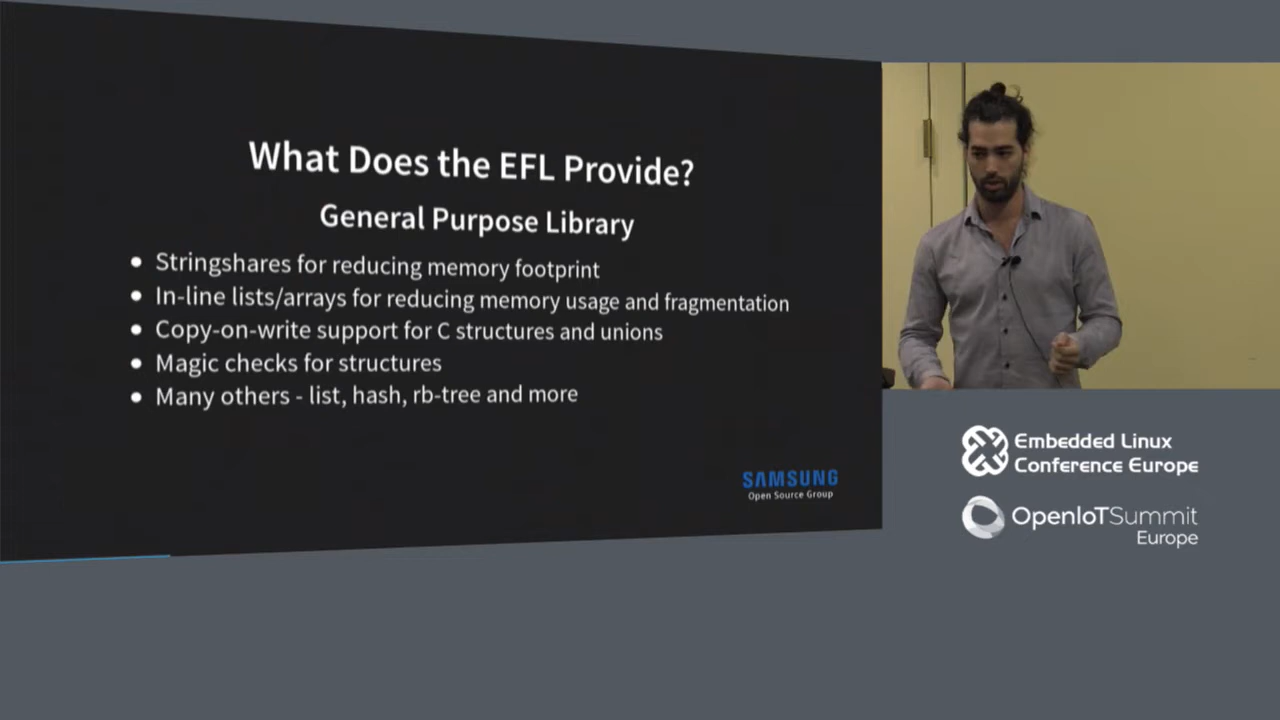 What Does the EFL Provide?
General Purpose Library
• Stringshares for reducing memory footprint
• In-line lists/arrays for reducing memory usage and fragmentation
• Copy-on-write support for C structures and unions
• Magic checks for structures
• Many others - list, hash, rb-tree and more
SAMSUNG
Open Source Group
Embedded Linux
Conference Europe
OpenIoTSummit
Europe